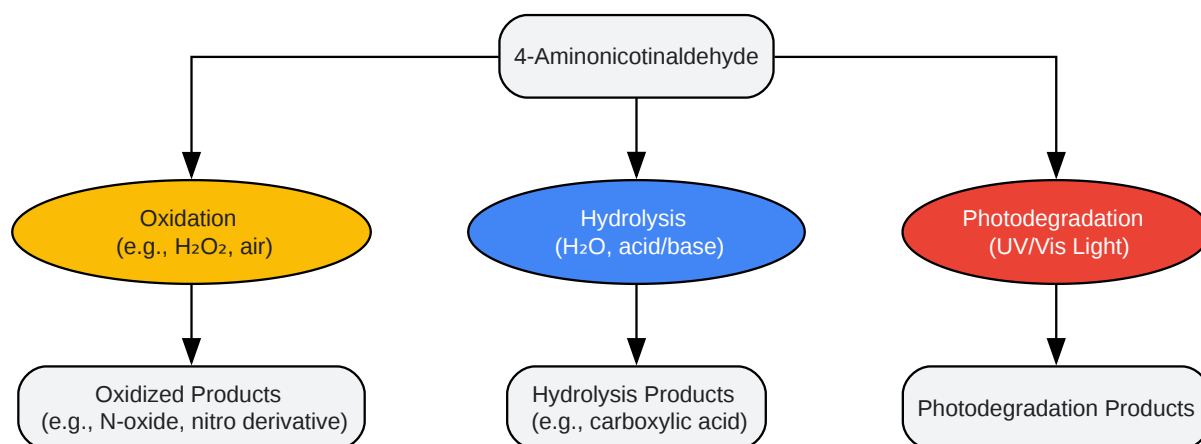 4-Aminonicotinaldehyde
Oxidation
(e.g., H₂O₂, air)
Hydrolysis
(H₂O, acid/base)
Photodegradation
(UV/Vis Light)
Oxidized Products
(e.g., N-oxide, nitro derivative)
Hydrolysis Products
(e.g., carboxylic acid)
Photodegradation Products